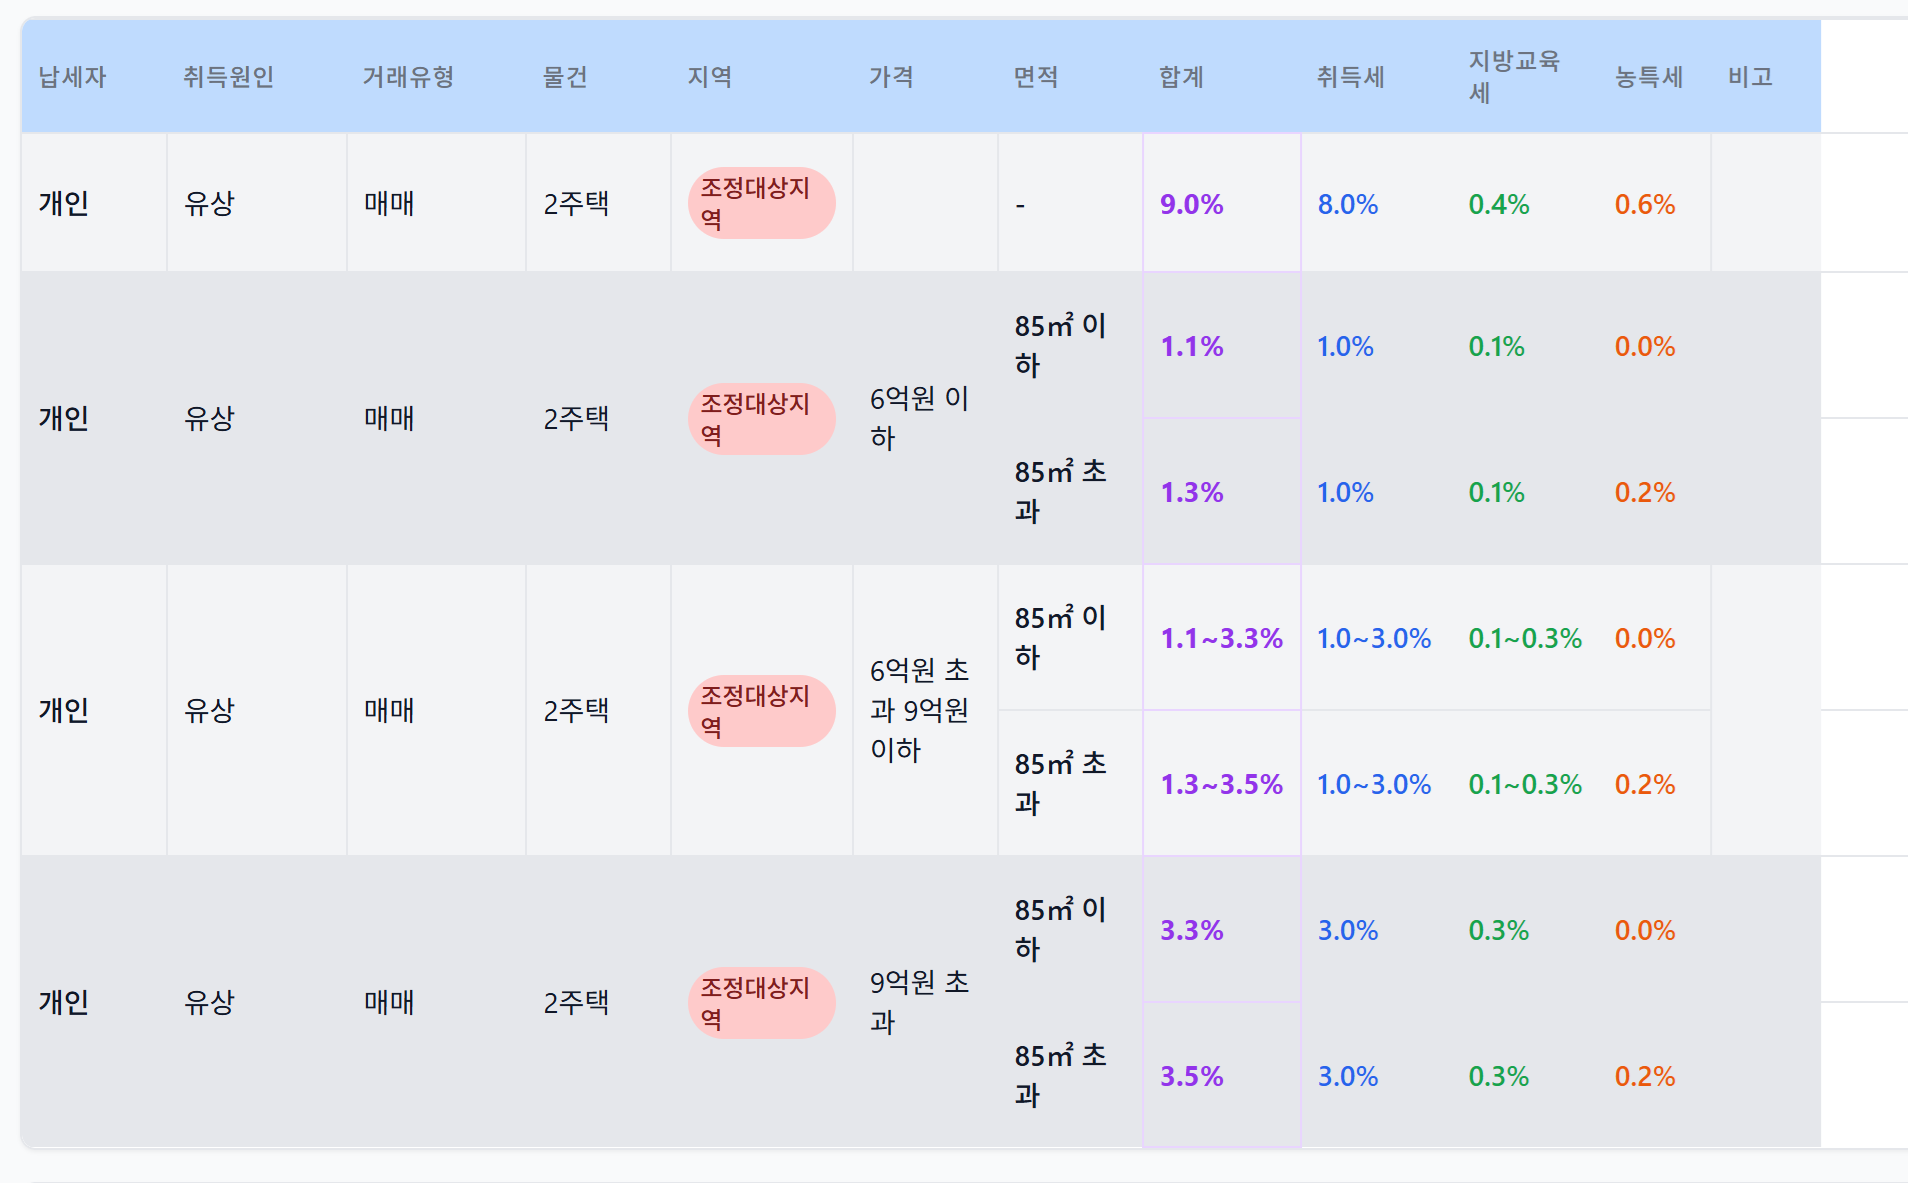 납세자 취득원인 거래유형 물건 지역 가격 면적 합계 취득세 지방교육
세 농특세 비고
개인 유상 매매 2주택 조정대상지
역 - 9.0% 8.0% 0.4% 0.6%
개인 유상 매매 2주택 조정대상지
역 6억원 이
하 85㎡ 이
하 1.1% 1.0% 0.1% 0.0%
85㎡ 초
과 1.3% 1.0% 0.1% 0.2%
개인 유상 매매 2주택 조정대상지
역 6억원 초
과 9억원
이하 85㎡ 이
하 1.1~3.3% 1.0~3.0% 0.1~0.3% 0.0%
85㎡ 초
과 1.3~3.5% 1.0~3.0% 0.1~0.3% 0.2%
개인 유상 매매 2주택 조정대상지
역 9억원 초
과 85㎡ 이
하 3.3% 3.0% 0.3% 0.0%
85㎡ 초
과 3.5% 3.0% 0.3% 0.2%